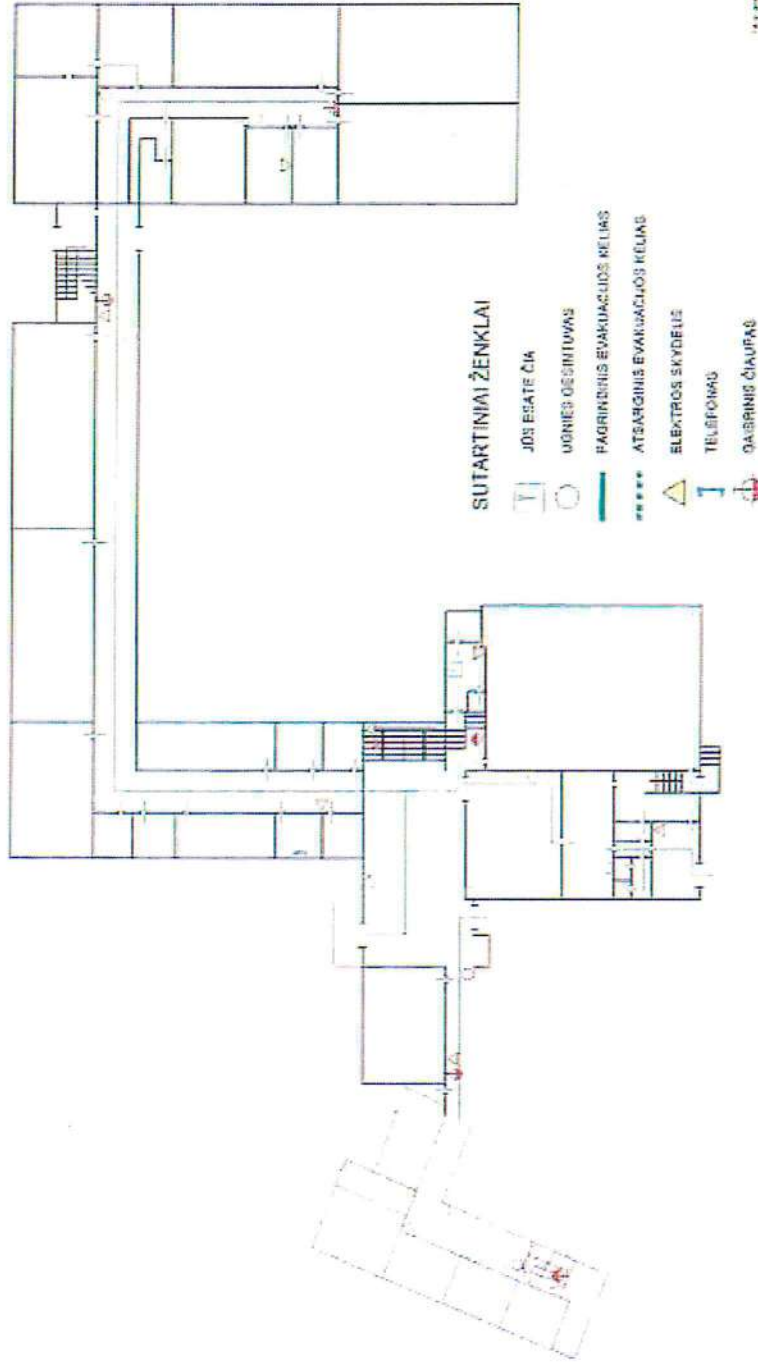 SUTARTINIAI ŽENKLAI
JŪS ESATE ČIA
UGNIES GESINTUVAS
PAGRINDINIS EVAKUACIJOS KELIAS
ATSARGINIS EVAKUACIJOS KELIAS
ELEKTROS SKYDELIS
TELEFONAS
GAISRINIS ČIAUPAS